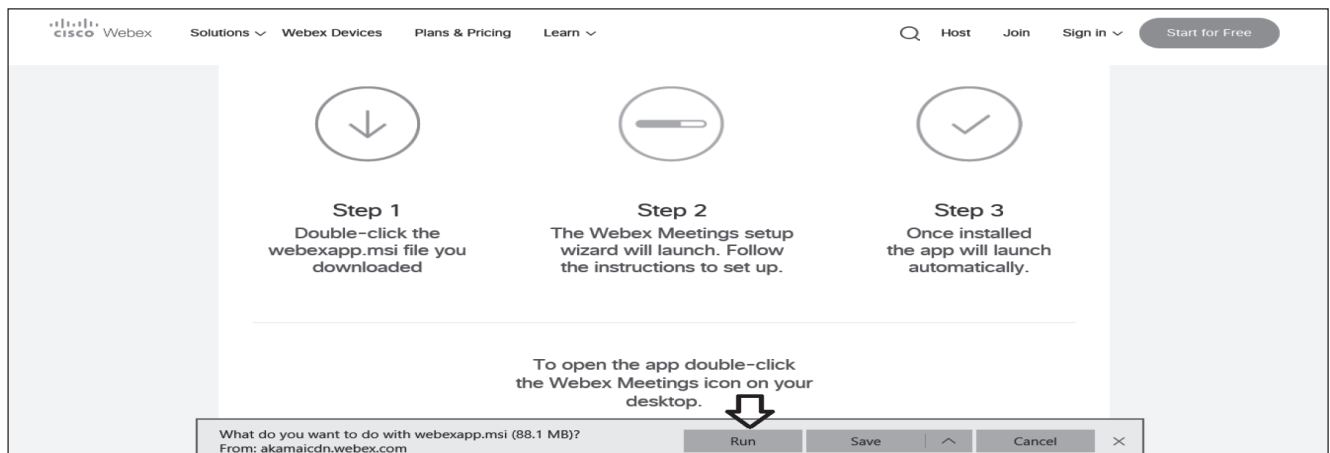 cisco Webex Solutions Webex Devices Plans & Pricing Learn Host Join Sign in Start for Free
Step 1
Double-click the
webexapp.msi file you
downloaded
Step 2
The Webex Meetings setup
wizard will launch. Follow
the instructions to set up.
Step 3
Once installed
the app will launch
automatically.
To open the app double-click
the Webex Meetings icon on your
desktop.
What do you want to do with webexapp.msi (88.1 MB)?
From: akamaicdn.webex.com
Run Save Cancel